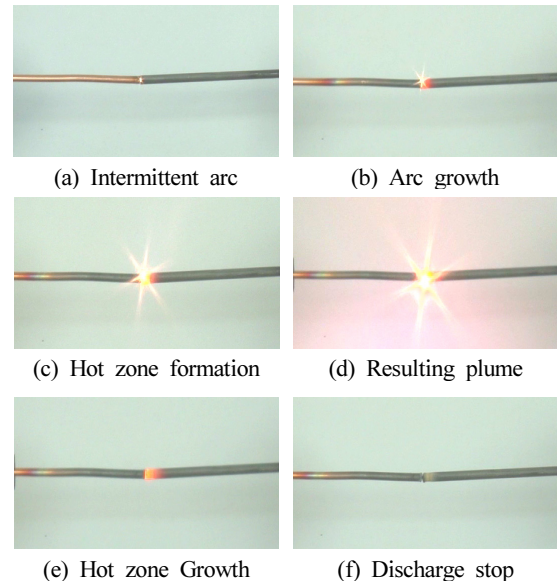 (a) Intermittent arc
(b) Arc growth
(c) Hot zone formation
(d) Resulting plume
(e) Hot zone Growth
(f) Discharge stop